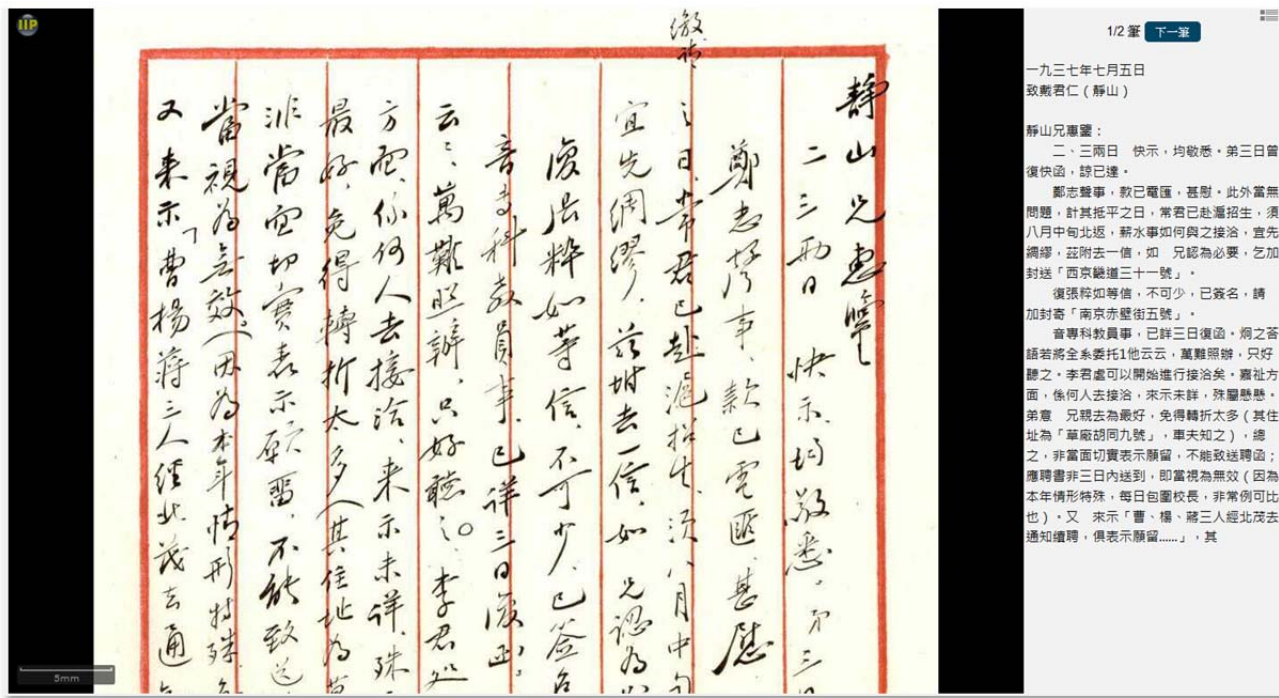 靜山兄惠鑒
二三兩日 快示,均敬悉。弟三日
鄭志聲事,款已電匯,甚慰
之日,常君已赴滬招生,須八月中旬
宜先綢繆,茲附去一信,如 兄認為必
復張粹如等信,不可少,已簽名
音專科教員事,已詳三日復函。
云云,萬難照辦,只好聽之。李君處
方面,係何人去接洽,來示未詳,殊
最好,免得轉折太多(其住址為草
非當面切實表示願留,不能致送
當視為無效(因為本年情形特殊,
又來示「曹楊蔣三人經北茂去通
IIP
5mm
1/2 筆 下一筆
一九三七年七月五日
致戴君仁(靜山)
靜山兄惠鑒:
二、三兩日 快示,均敬悉。弟三日曾
復快函,諒已達。
鄭志聲事,款已電匯,甚慰。此外當無
問題,計其抵平之日,常君已赴滬招生,須
八月中旬北返,薪水事如何與之接洽,宜先
綢繆,茲附去一信,如 兄認為必要,乞加
封送「西京畿道三十一號」。
復張粹如等信,不可少,已簽名,請
加封寄「南京赤壁街五號」。
音專科教員事,已詳三日復函。炯之答
語若將全系委托1他云云,萬難照辦,只好
聽之。李君處可以開始進行接洽矣。嘉祉方
面,係何人去接洽,來示未詳,殊屬懸懸。
弟意 兄親去為最好,免得轉折太多(其住
址為「草廠胡同九號」,車夫知之),總
之,非當面切實表示願留,不能致送聘函;
應聘書非三日內送到,即當視為無效(因為
本年情形特殊,每日包圍校長,非常例可比
也)。又 來示「曹、楊、蔣三人經北茂去
通知續聘,俱表示願留......」,其